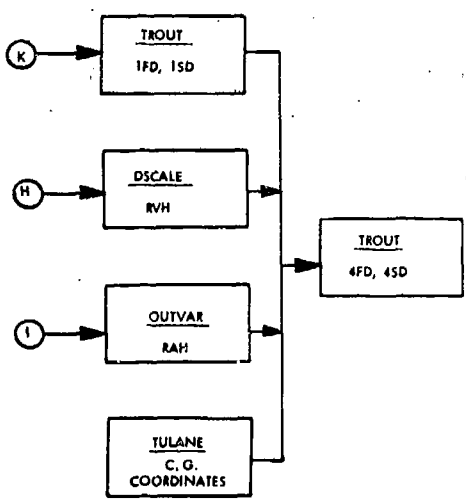 K
TROUT
1FD, 1SD
H
DSCALE
RVH
TROUT
4FD, 4SD
I
OUTVAR
RAH
TULANE
C. G.
COORDINATES